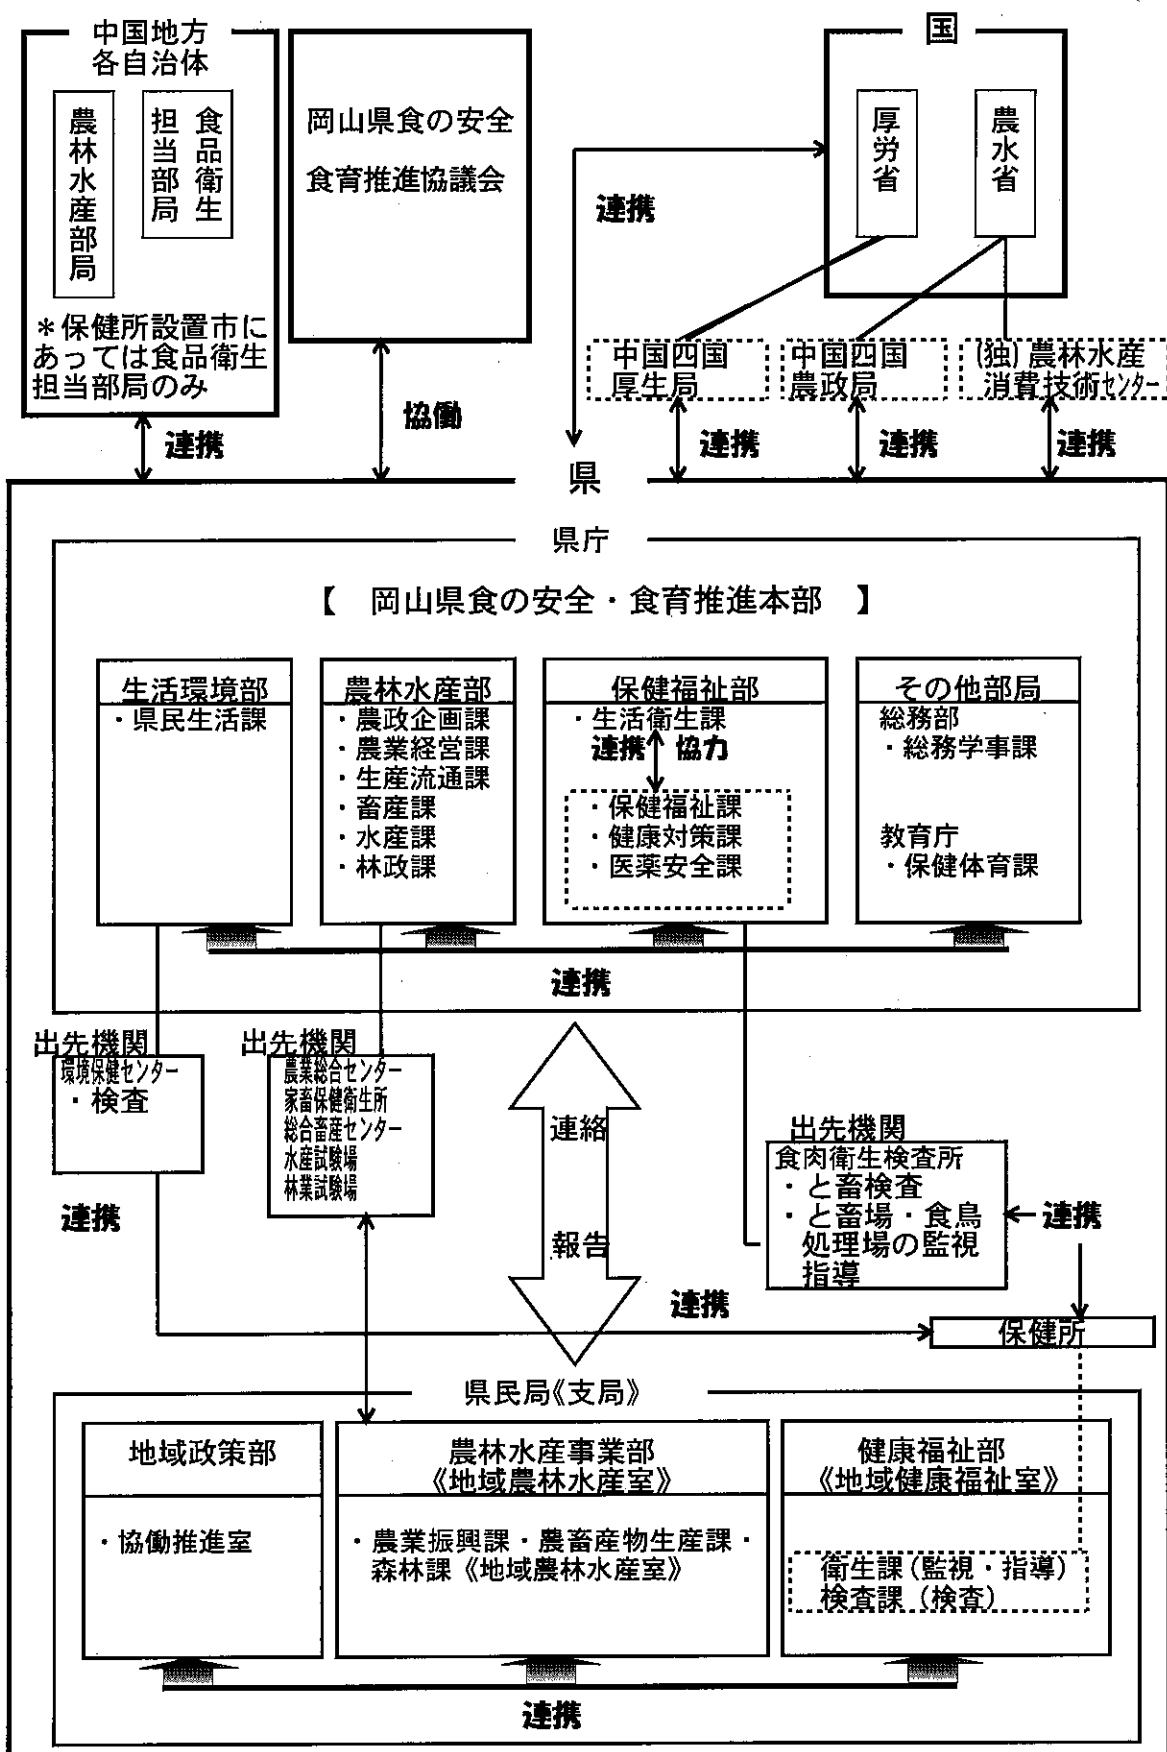 中国地方
各自治体
農林水産部局
食品衛生
担当部局
*保健所設置市に
あっては食品衛生
担当部局のみ
連携
岡山県食の安全
食育推進協議会
協働
国
厚労省
農水省
連携
中国四国
厚生局
中国四国
農政局
(独)農林水産
消費技術センター
連携
連携
連携
県
県庁
【 岡山県食の安全・食育推進本部 】
生活環境部
・県民生活課
農林水産部
・農政企画課
・農業経営課
・生産流通課
・畜産課
・水産課
・林政課
保健福祉部
・生活衛生課
連携 協力
・保健福祉課
・健康対策課
・医薬安全課
その他部局
総務部
・総務学事課
教育庁
・保健体育課
連携
出先機関
環境保健センター
・検査
連携
出先機関
農業総合センター
家畜保健衛生所
総合畜産センター
水産試験場
林業試験場
連絡
報告
出先機関
食肉衛生検査所
・と畜検査
・と畜場・食鳥
処理場の監視
指導
連携
連携
保健所
県民局《支局》
地域政策部
・協働推進室
農林水産事業部
《地域農林水産室》
・農業振興課・農畜産物生産課・
森林課《地域農林水産室》
健康福祉部
《地域健康福祉室》
衛生課(監視・指導)
検査課(検査)
連携